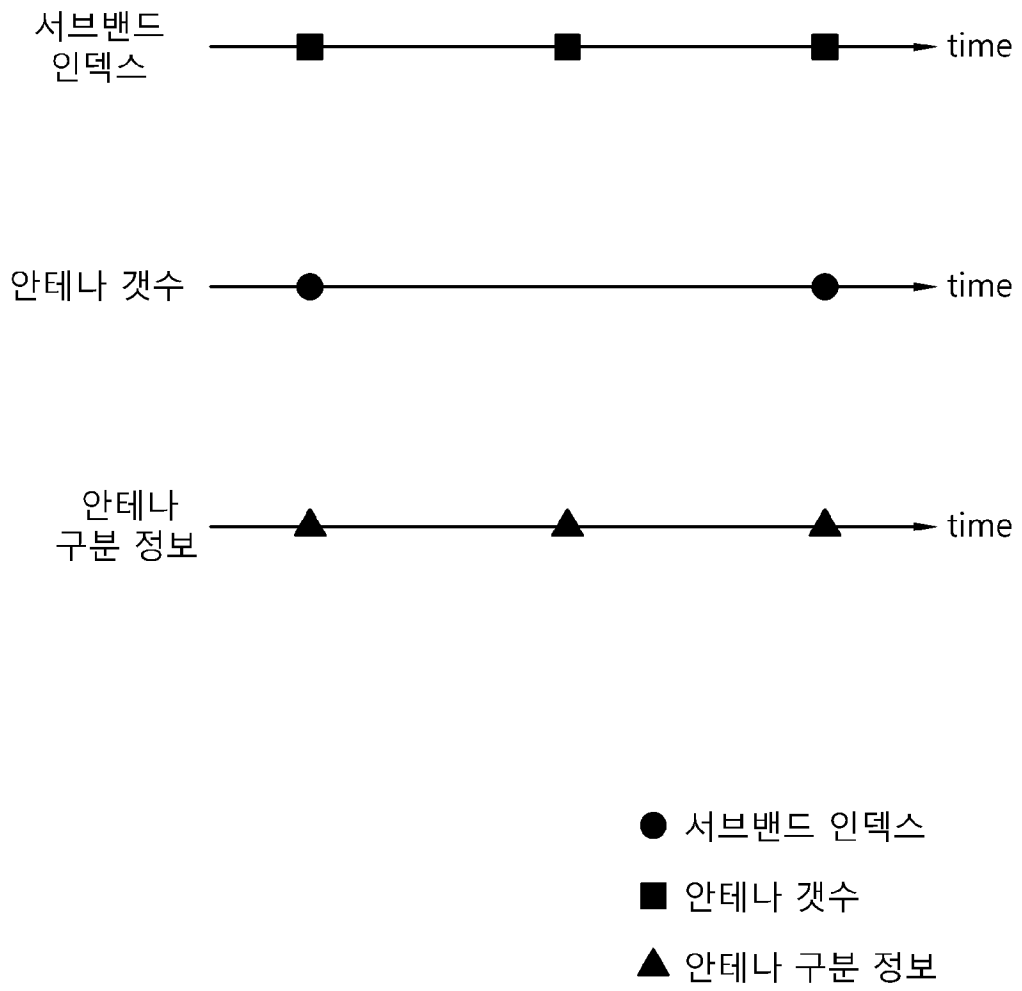 서브밴드
인덱스
time
안테나 갯수
time
안테나
구분 정보
time
서브밴드 인덱스
안테나 갯수
안테나 구분 정보